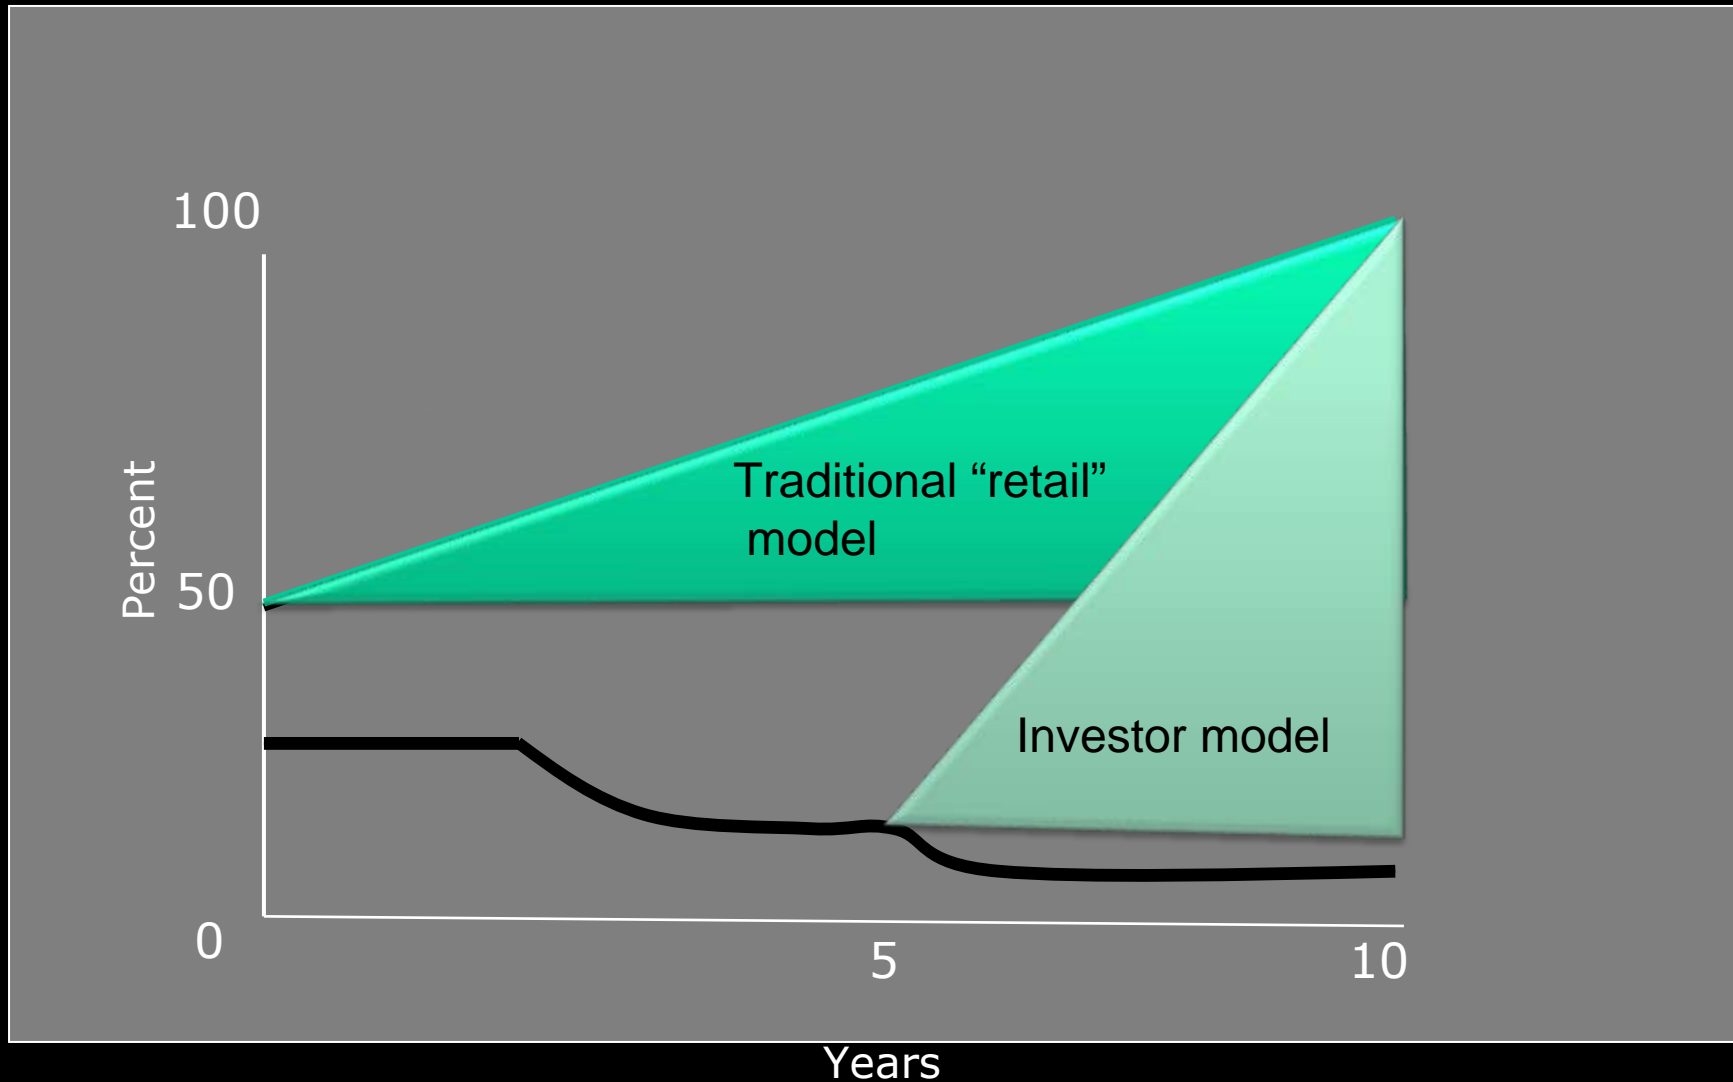 100
Percent
50
Traditional “retail”
model
Investor model
0
5
10
Years